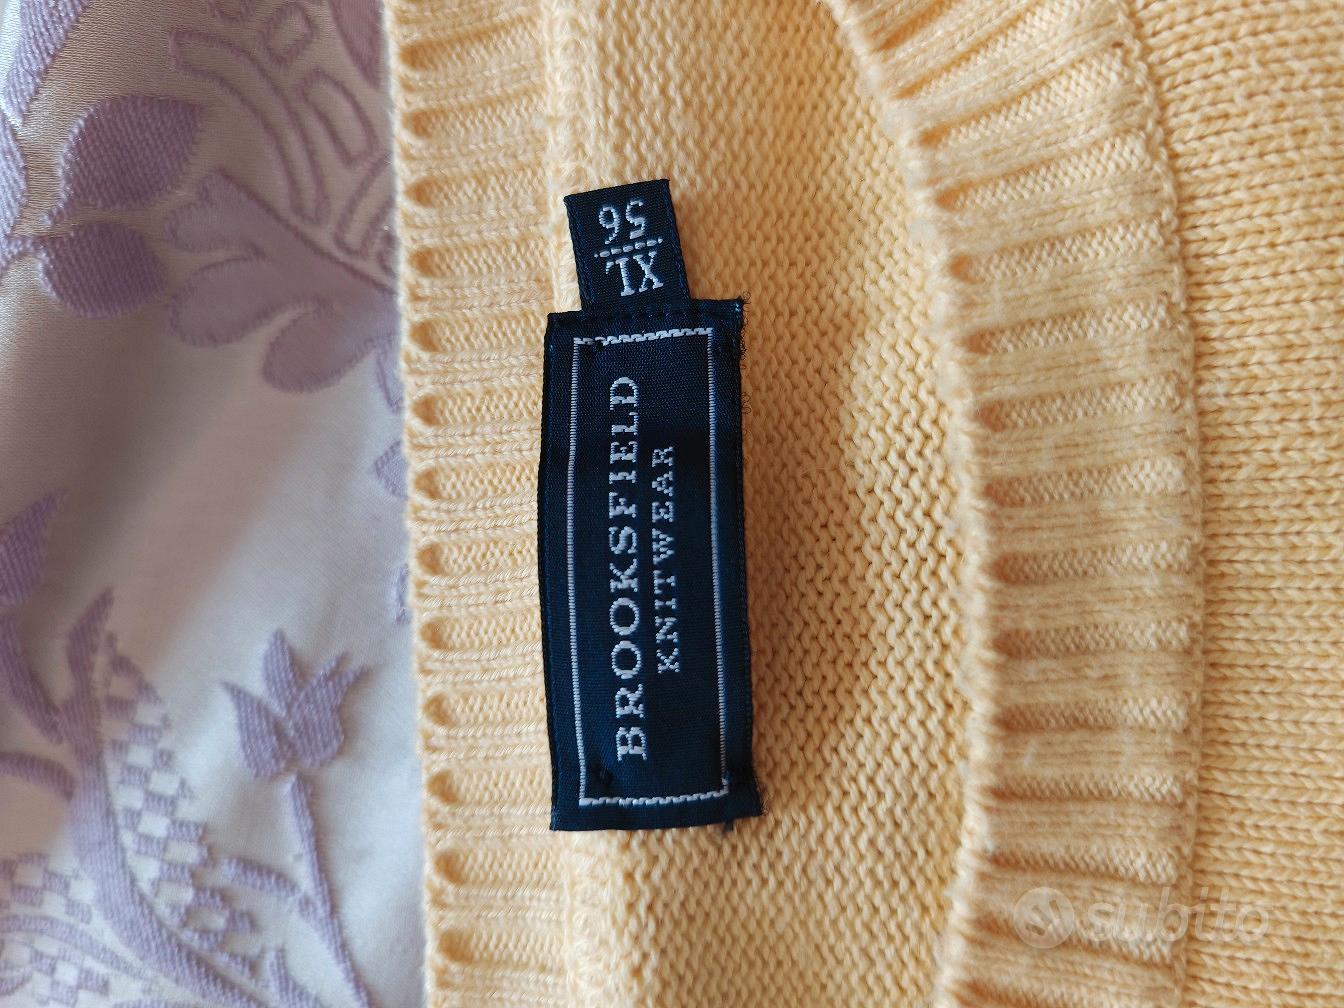 BROOKSFIELD
KNITWEAR
XL
56
subito